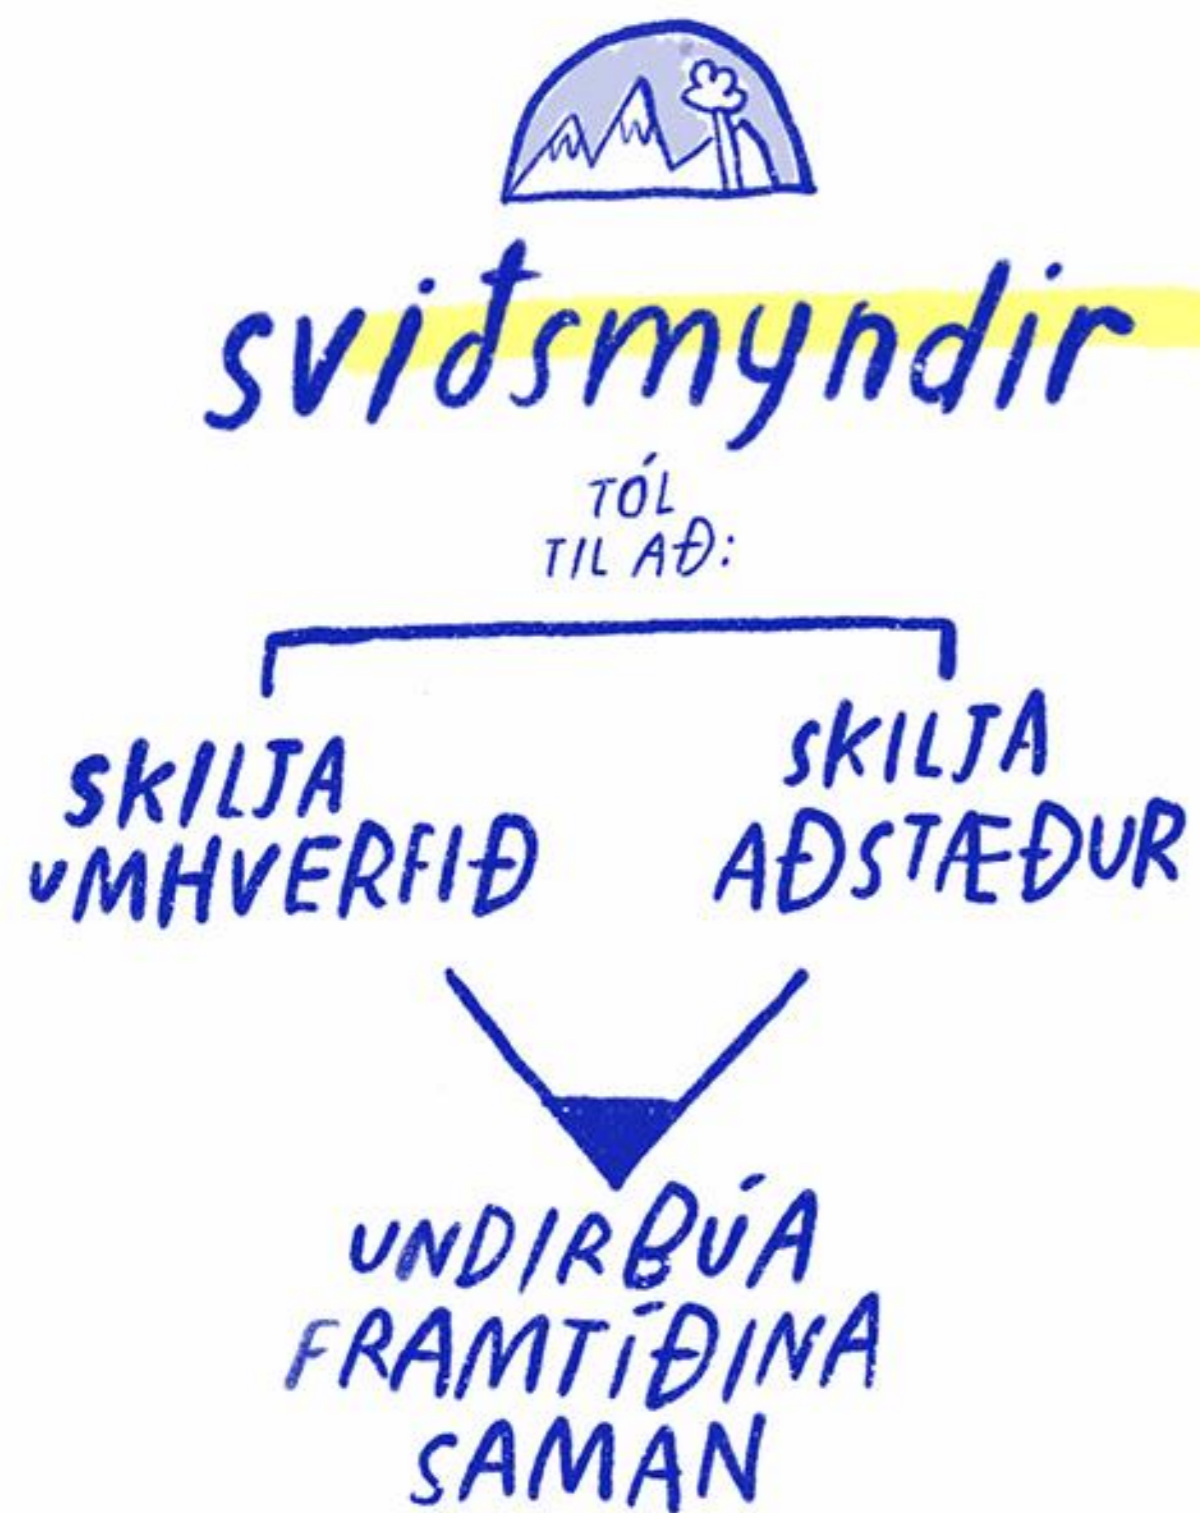 sviðsmyndir
TÓL
TIL AÐ:
SKILJA
UMHVERFIÐ
SKILJA
AÐSTÆÐUR
UNDIRBÚA
FRAMTÍÐINA
SAMAN